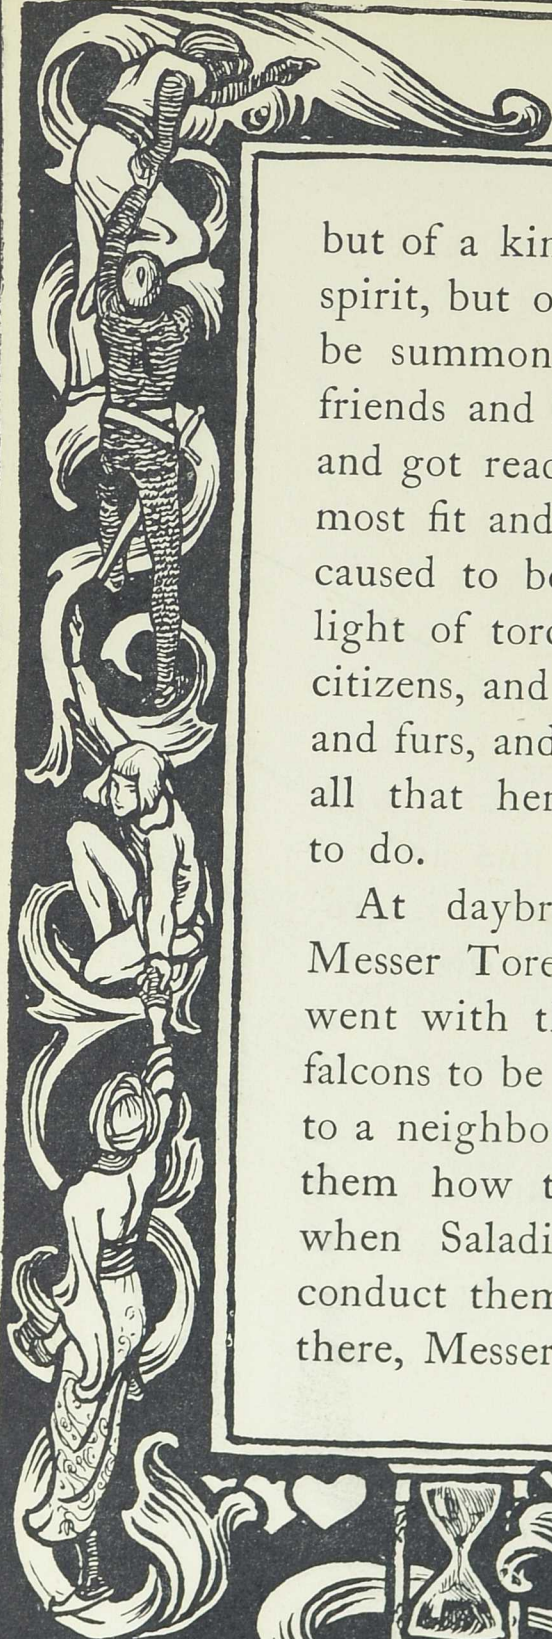 but of a kin
spirit, but o
be summon
friends and
and got read
most fit and
caused to be
light of torc
citizens, and
and furs, and
all that her
to do.
At daybr
Messer Tore
went with t
falcons to be
to a neighbo
them how t
when Saladi
conduct them
there, Messer